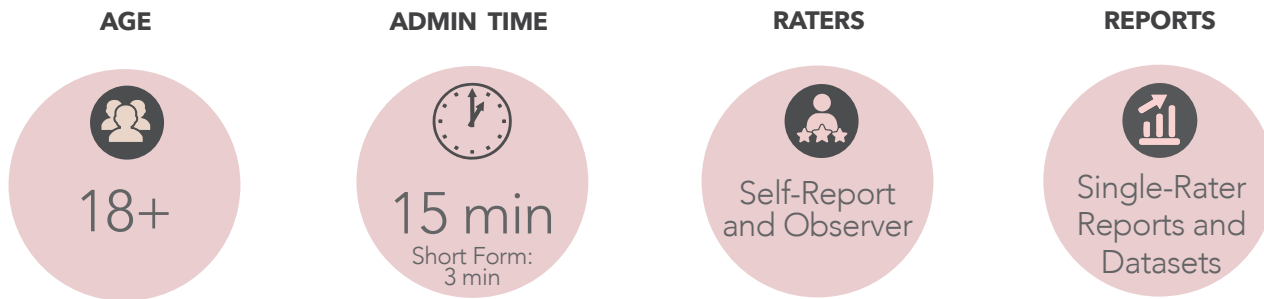 AGE
ADMIN TIME
RATERS
REPORTS
18+
15 min
Short Form:
3 min
Self-Report
and Observer
Single-Rater
Reports and
Datasets